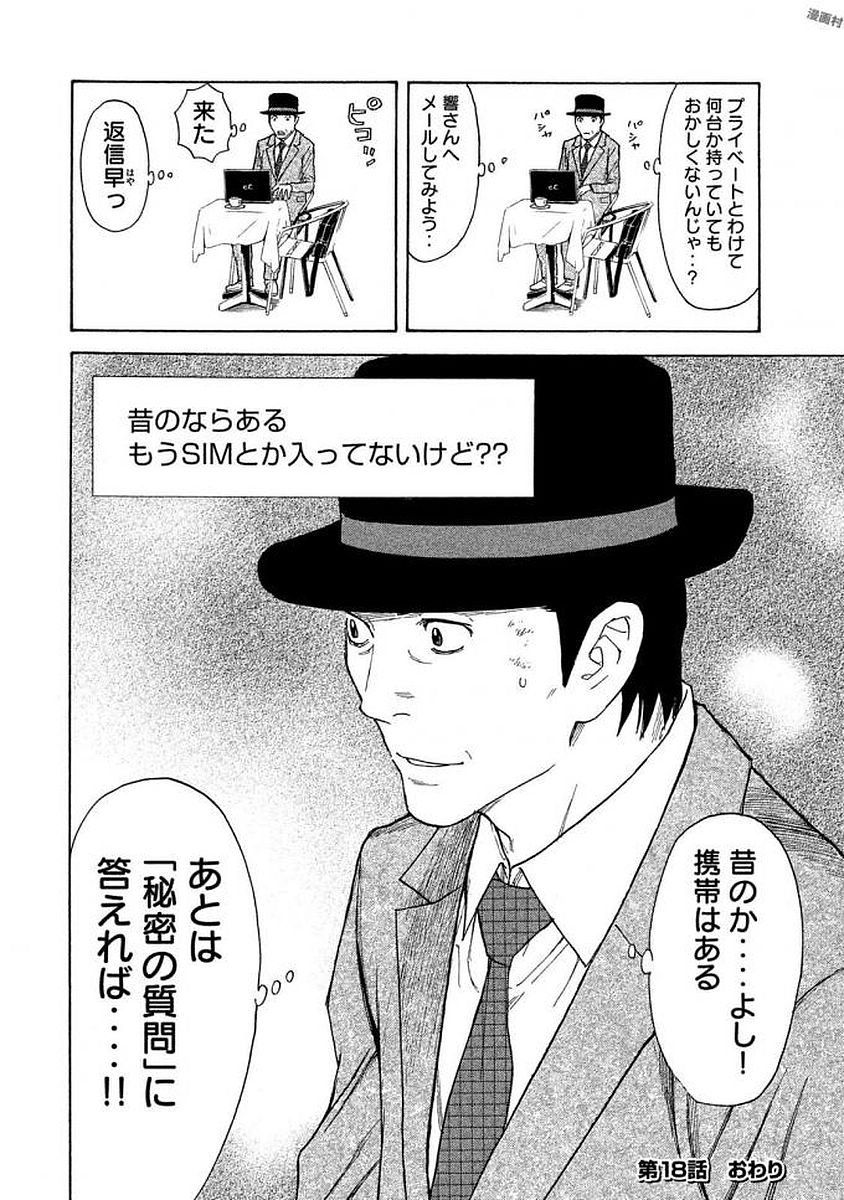 漫画村
プライベートとわけて
何台か持っていても
おかしくないんじゃ‥?
パシャ
パシャ
響さんへ
メールしてみよう‥
ピコッ
来た
返信早っ
はや
昔のならある
もうSIMとか入ってないけど??
昔のか‥‥よし!
携帯はある
あとは
「秘密の質問」に
答えれば‥‥!!
第18話 おわり